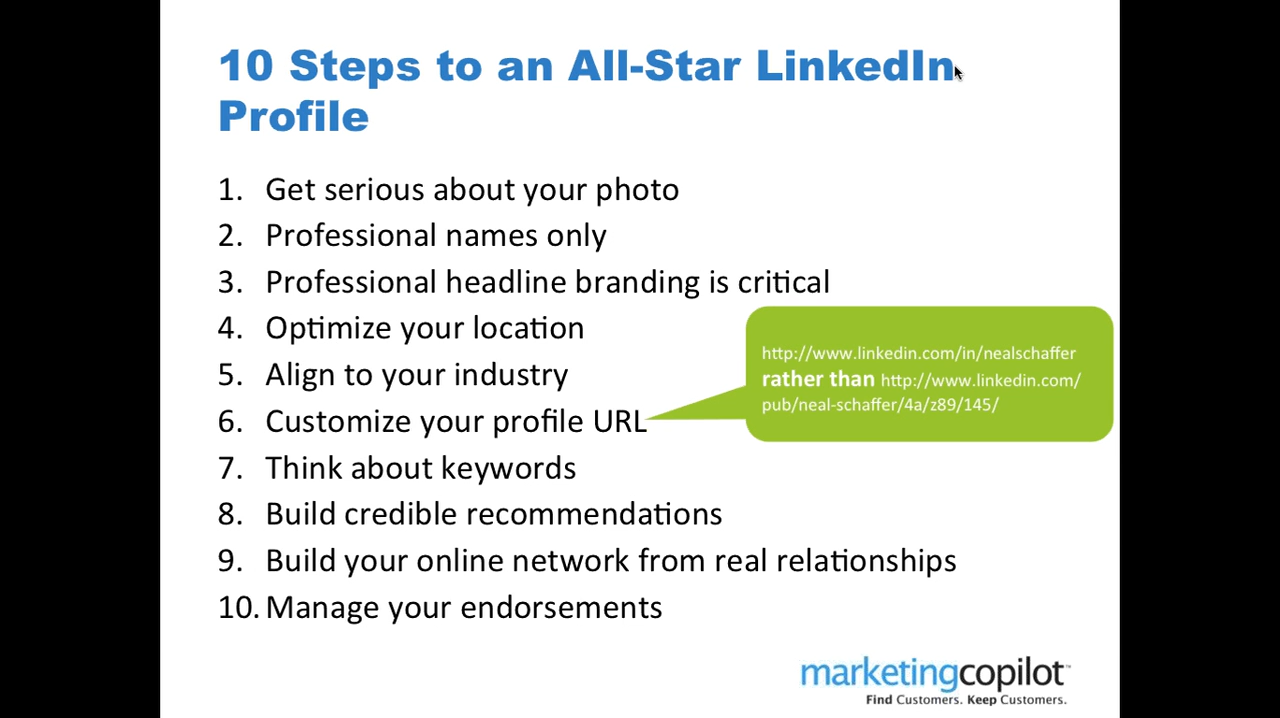 10 Steps to an All-Star LinkedIn
Profile
1. Get serious about your photo
2. Professional names only
3. Professional headline branding is critical
4. Optimize your location
5. Align to your industry
6. Customize your profile URL
http://www.linkedin.com/in/nealschaffer
rather than http://www.linkedin.com/
pub/neal-schaffer/4a/z89/145/
7. Think about keywords
8. Build credible recommendations
9. Build your online network from real relationships
10. Manage your endorsements
marketingcopilot™
Find Customers. Keep Customers.